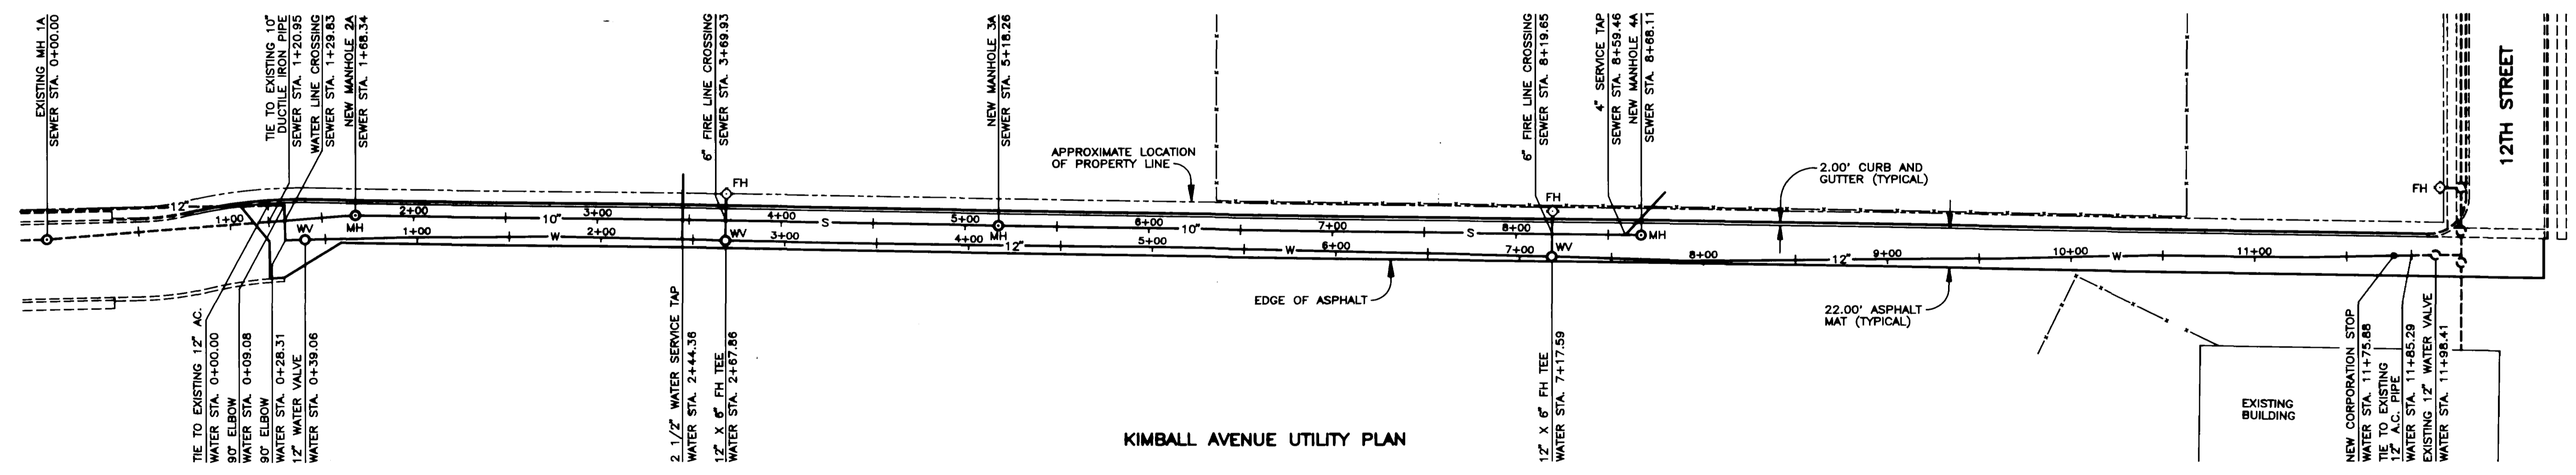 EXISTING MH 1A
SEWER STA. 0+00.00
TIE TO EXISTING 10"
DUCTILE IRON PIPE
SEWER STA. 1+20.95
WATER LINE CROSSING
SEWER STA. 1+29.83
NEW MANHOLE 2A
SEWER STA. 1+68.34
6" FIRE LINE CROSSING
SEWER STA. 3+69.93
NEW MANHOLE 3A
SEWER STA. 5+18.26
6" FIRE LINE CROSSING
SEWER STA. 8+19.65
4" SERVICE TAP
SEWER STA. 8+59.46
NEW MANHOLE 4A
SEWER STA. 8+68.11
12TH STREET
APPROXIMATE LOCATION
OF PROPERTY LINE
2.00' CURB AND
GUTTER (TYPICAL)
FH
FH
FH
12"
1+00
2+00
10"
3+00
4+00
S
5+00
6+00
10"
7+00
S
8+00
MH
MH
MH
WV
1+00
W
2+00
WV
3+00
4+00
12"
5+00
W
6+00
7+00
WV
8+00
12"
9+00
10+00
W
11+00
EDGE OF ASPHALT
22.00' ASPHALT
MAT (TYPICAL)
TIE TO EXISTING 12" AC.
WATER STA. 0+00.00
90° ELBOW
WATER STA. 0+09.08
90° ELBOW
WATER STA. 0+28.31
12" WATER VALVE
WATER STA. 0+39.06
2 1/2" WATER SERVICE TAP
WATER STA. 2+44.36
12" X 6" FH TEE
WATER STA. 2+67.86
12" X 6" FH TEE
WATER STA. 7+17.59
NEW CORPORATION STOP
WATER STA. 11+75.88
TIE TO EXISTING
12" A.C. PIPE
WATER STA. 11+85.29
EXISTING 12" WATER VALVE
WATER STA. 11+98.41
EXISTING
BUILDING
KIMBALL AVENUE UTILITY PLAN